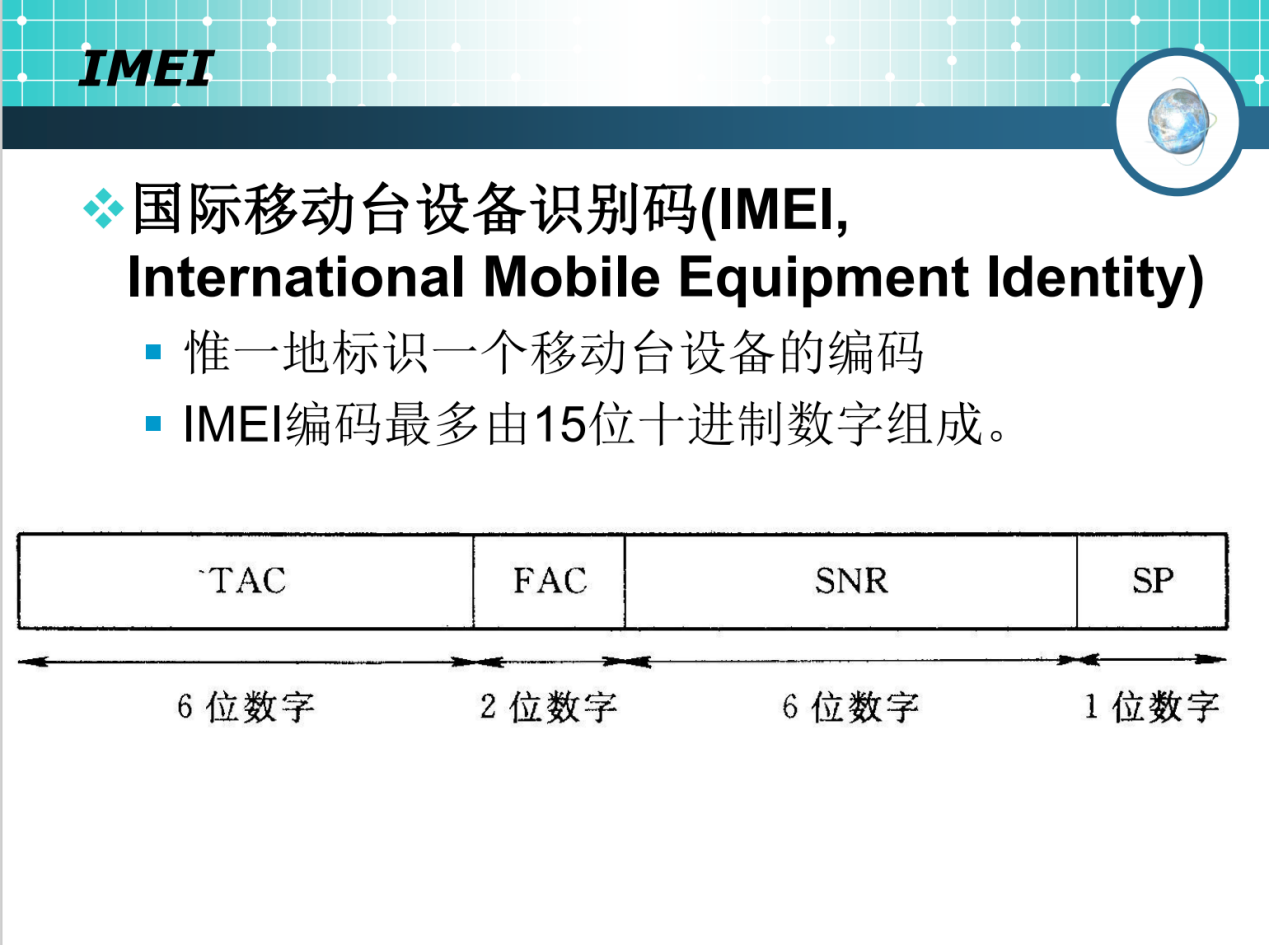 IMEI
国际移动台设备识别码(IMEI,
International Mobile Equipment Identity)
惟一地标识一个移动台设备的编码
IMEI编码最多由15位十进制数字组成。
TAC FAC SNR SP
6位数字 2位数字 6位数字 1位数字